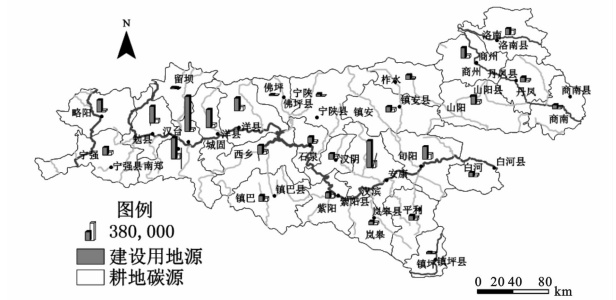 N
洛南
洛南县
商州
商州
丹凤县
丹凤
山阳县
山阳
商南县
商南
柞水
镇安县
镇安
留坝
佛坪
佛坪县
宁陕
宁陕县
略阳
勉县
汉台
城固
洋县
洋县
西乡
石泉
汉阴
旬阳
白河县
白河
宁强
宁强县
南郑
安康
汉滨
镇巴
镇巴县
紫阳
紫阳县
岚皋县
岚皋
平利
镇坪
镇坪县
图例
380,000
建设用地源
耕地碳源
0 20 40 60 80
km